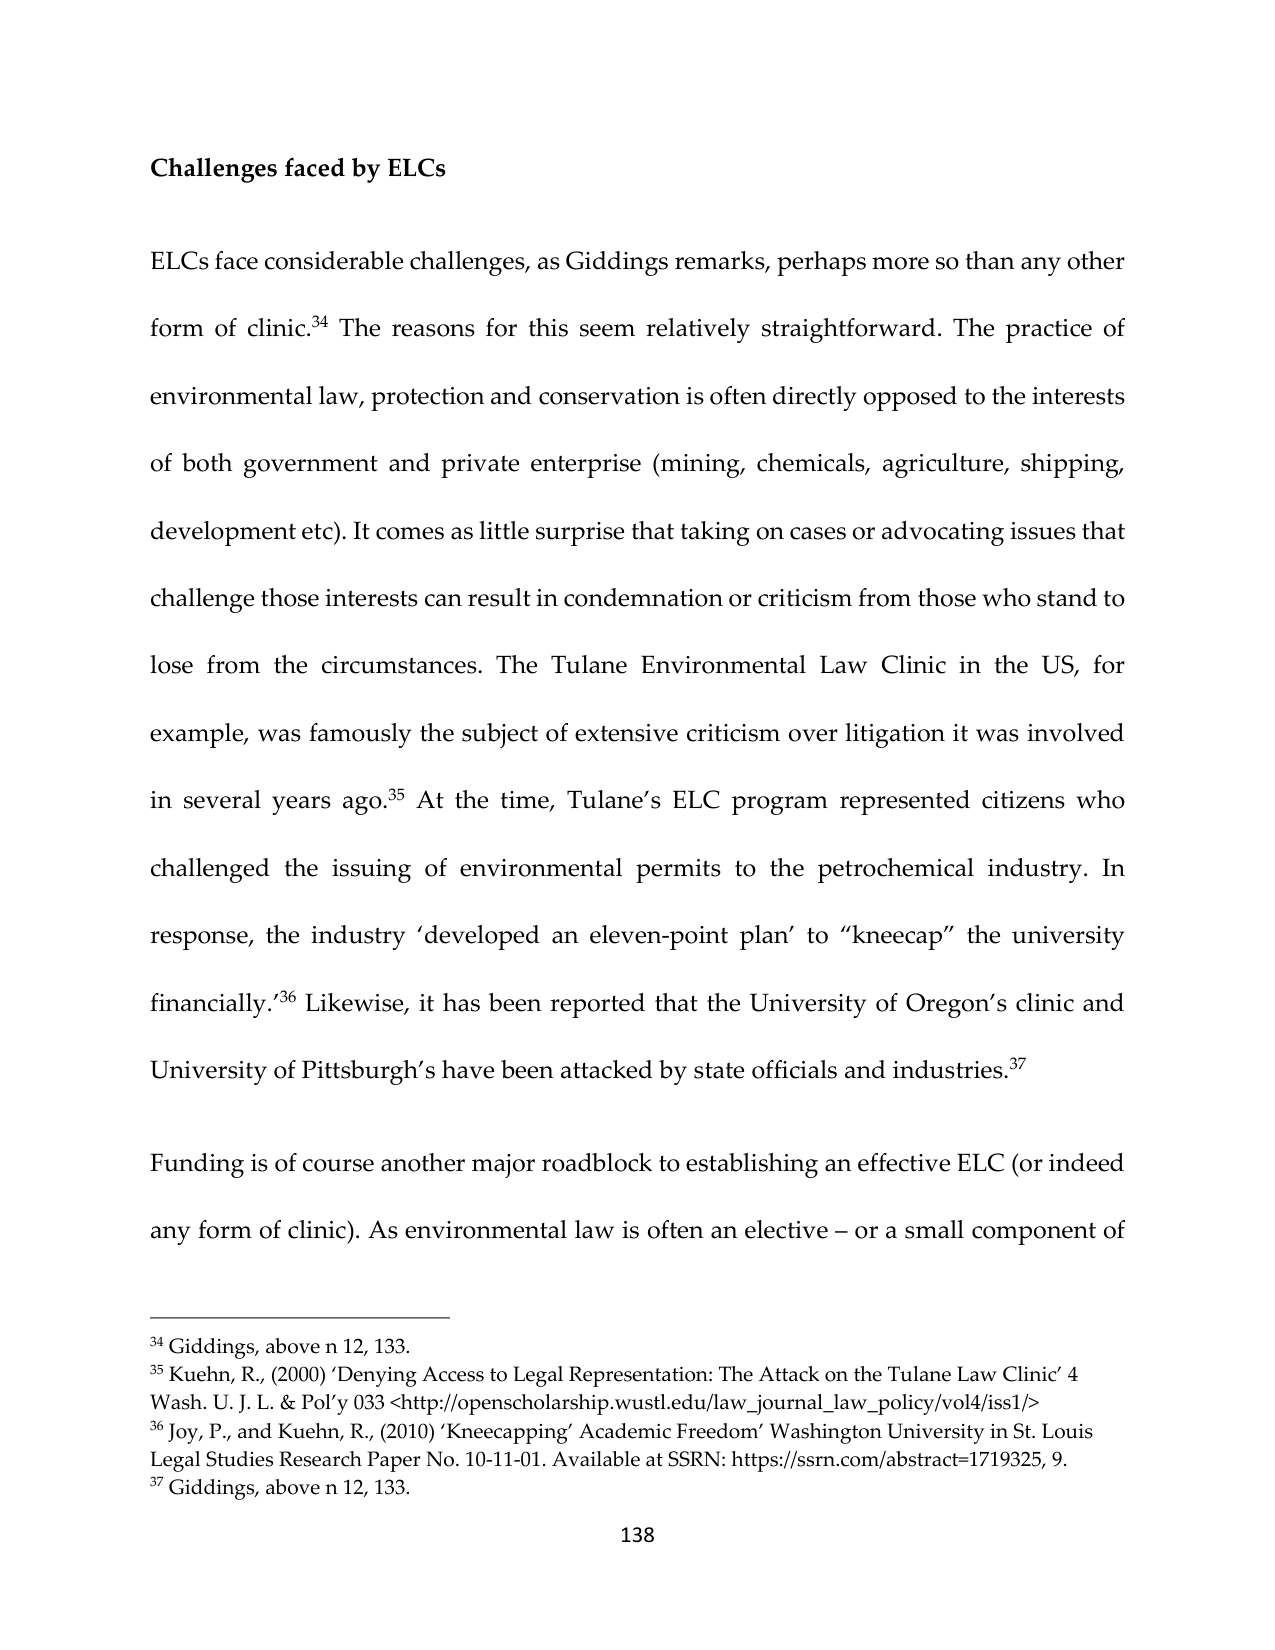 Challenges faced by ELCs
ELCs face considerable challenges, as Giddings remarks, perhaps more so than any other
form of clinic.34 The reasons for this seem relatively straightforward. The practice of
environmental law, protection and conservation is often directly opposed to the interests
of both government and private enterprise (mining, chemicals, agriculture, shipping,
development etc). It comes as little surprise that taking on cases or advocating issues that
challenge those interests can result in condemnation or criticism from those who stand to
lose from the circumstances. The Tulane Environmental Law Clinic in the US, for
example, was famously the subject of extensive criticism over litigation it was involved
in several years ago.35 At the time, Tulane’s ELC program represented citizens who
challenged the issuing of environmental permits to the petrochemical industry. In
response, the industry ‘developed an eleven-point plan’ to “kneecap” the university
financially.’36 Likewise, it has been reported that the University of Oregon’s clinic and
University of Pittsburgh’s have been attacked by state officials and industries.37
Funding is of course another major roadblock to establishing an effective ELC (or indeed
any form of clinic). As environmental law is often an elective – or a small component of
34 Giddings, above n 12, 133.
35 Kuehn, R., (2000) ‘Denying Access to Legal Representation: The Attack on the Tulane Law Clinic’ 4
Wash. U. J. L. & Pol’y 033 <http://openscholarship.wustl.edu/law_journal_law_policy/vol4/iss1/>
36 Joy, P., and Kuehn, R., (2010) ‘Kneecapping’ Academic Freedom’ Washington University in St. Louis
Legal Studies Research Paper No. 10-11-01. Available at SSRN: https://ssrn.com/abstract=1719325, 9.
37 Giddings, above n 12, 133.
138